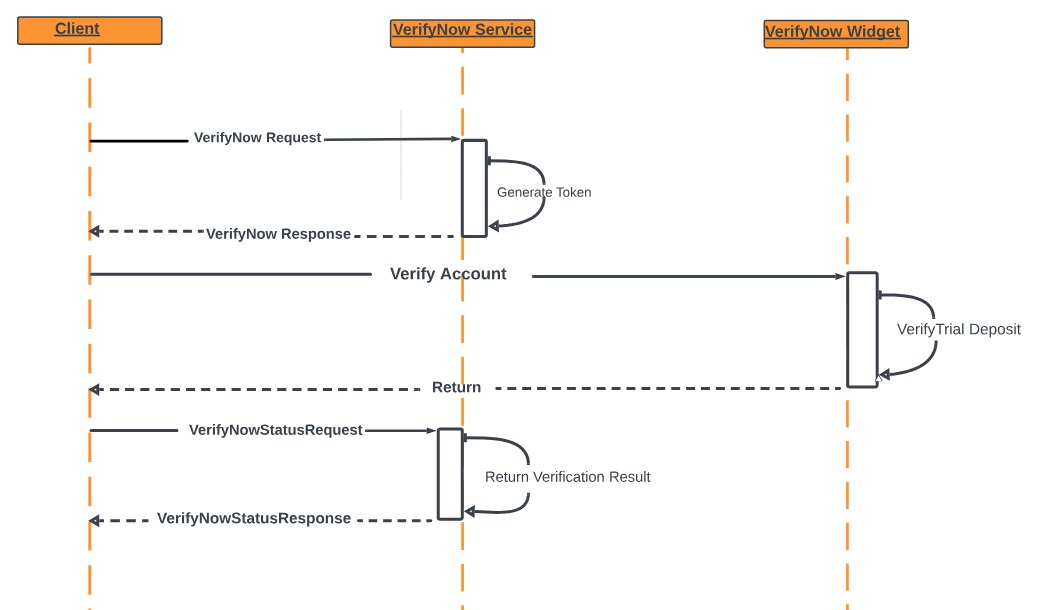 Client
VerifyNow Service
VerifyNow Widget
VerifyNow Request
Generate Token
VerifyNow Response
Verify Account
VerifyTrial Deposit
Return
VerifyNowStatusRequest
Return Verification Result
VerifyNowStatusResponse